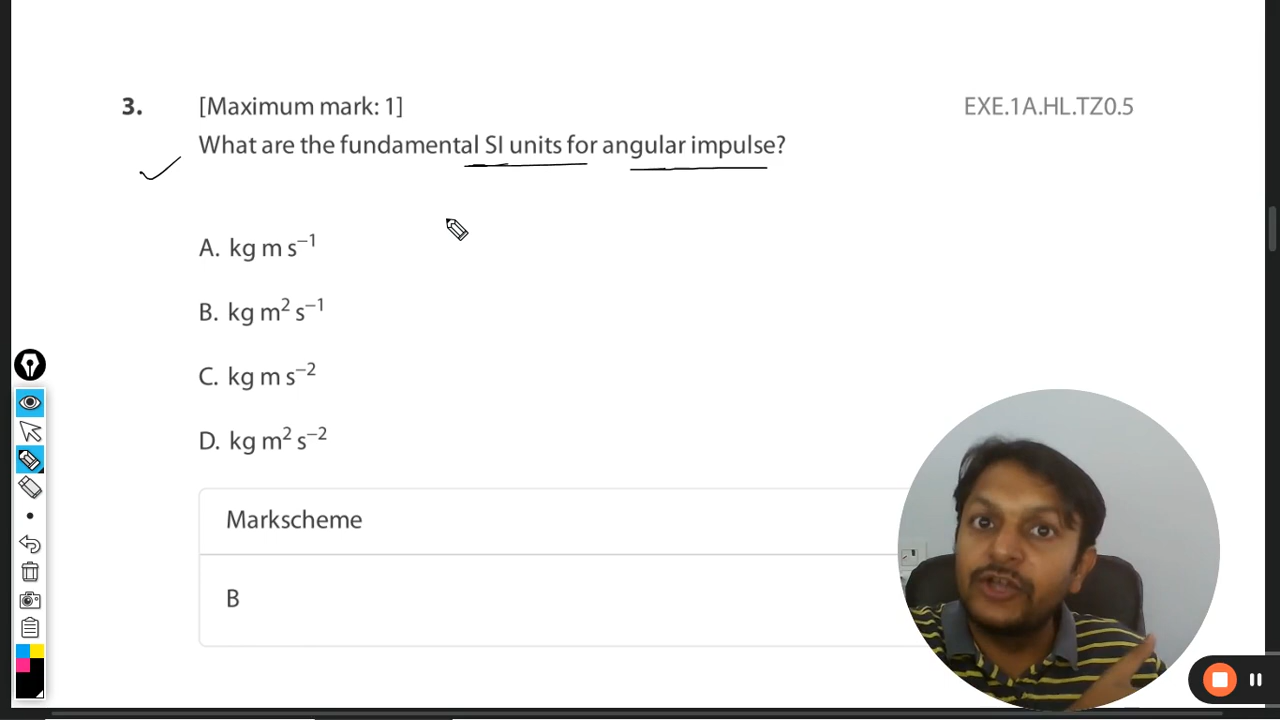 3. [Maximum mark: 1] EXE.1A.HL.TZ0.5
What are the fundamental SI units for angular impulse?
A. kg m s⁻¹
B. kg m² s⁻¹
C. kg m s⁻²
D. kg m² s⁻²
Markscheme
B